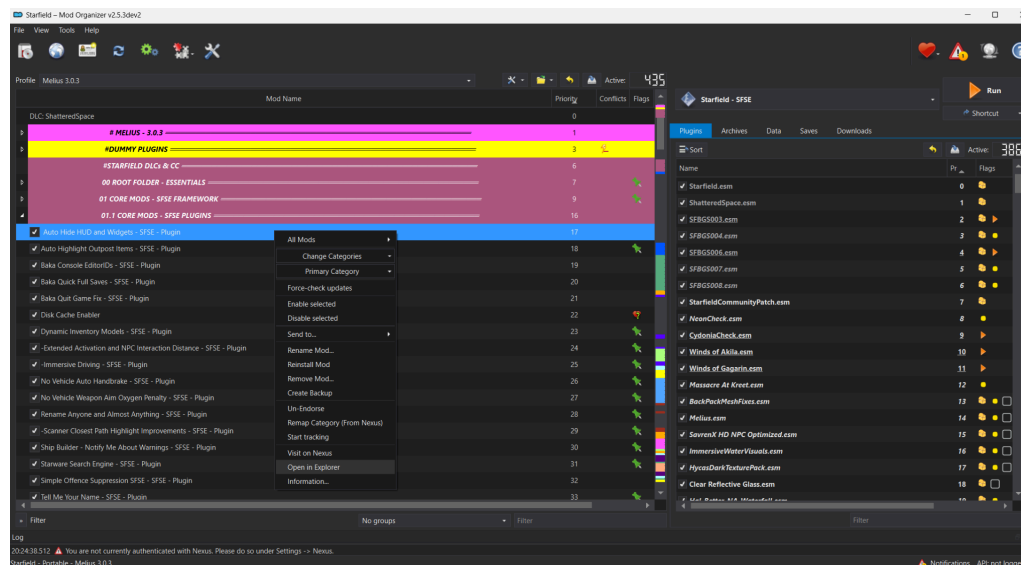 Starfield – Mod Organizer v2.5.3dev2
File View Tools Help
Profile Melius 3.0.3
Active: 435
Mod Name Priority Conflicts Flags
DLC: ShatteredSpace 0
# MELIUS - 3.0.3 1
#DUMMY PLUGINS 3
#STARFIELD DLCs & CC 6
00 ROOT FOLDER - ESSENTIALS 7
01 CORE MODS - SFSE FRAMEWORK 9
01.1 CORE MODS - SFSE PLUGINS 16
Auto Hide HUD and Widgets - SFSE - Plugin 17
Auto Highlight Outpost Items - SFSE - Plugin 18
Baka Console EditorIDs - SFSE - Plugin 19
Baka Quick Full Saves - SFSE - Plugin 20
Baka Quit Game Fix - SFSE - Plugin 21
Disk Cache Enabler 22
Dynamic Inventory Models - SFSE - Plugin 23
-Extended Activation and NPC Interaction Distance - SFSE - Plugin 24
-Immersive Driving - SFSE - Plugin 25
No Vehicle Auto Handbrake - SFSE - Plugin 26
No Vehicle Weapon Aim Oxygen Penalty - SFSE - Plugin 27
Rename Anyone and Almost Anything - SFSE - Plugin 28
-Scanner Closest Path Highlight Improvements - SFSE - Plugin 29
Ship Builder - Notify Me About Warnings - SFSE - Plugin 30
Starware Search Engine - SFSE - Plugin 31
Simple Offence Suppression SFSE - SFSE - Plugin 32
Tell Me Your Name - SFSE - Plugin 33
All Mods
Change Categories
Primary Category
Force-check updates
Enable selected
Disable selected
Send to...
Rename Mod...
Reinstall Mod
Remove Mod...
Create Backup
Un-Endorse
Remap Category (From Nexus)
Start tracking
Visit on Nexus
Open in Explorer
Information...
Filter No groups Filter
Starfield - SFSE
Run
Shortcut
Plugins Archives Data Saves Downloads
Sort Active: 386
Name Pr Flags
Starfield.esm 0
ShatteredSpace.esm 1
SFBGS003.esm 2
SFBGS004.esm 3
SFBGS006.esm 4
SFBGS007.esm 5
SFBGS008.esm 6
StarfieldCommunityPatch.esm 7
NeonCheck.esm 8
CydoniaCheck.esm 9
Winds of Akila.esm 10
Winds of Gagarin.esm 11
Massacre At Kreet.esm 12
BackPackMeshFixes.esm 13
Melius.esm 14
SavrenX HD NPC Optimized.esm 15
ImmersiveWaterVisuals.esm 16
HycasDarkTexturePack.esm 17
Clear Reflective Glass.esm 18
Filter
Log
20:24:38.512 You are not currently authenticated with Nexus. Please do so under Settings -> Nexus.
Starfield - Portable - Melius 3.0.3 Notifications API: not logged